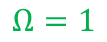 Ω = 1